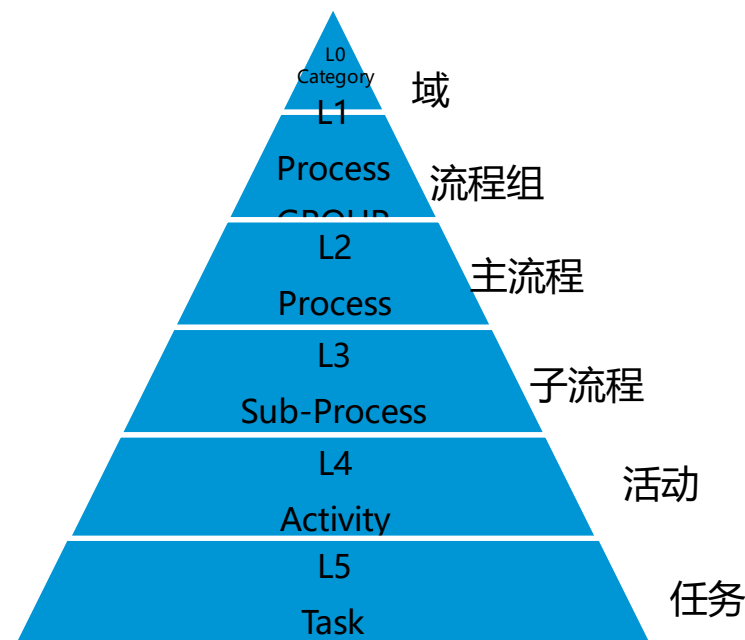 L0
Category
域
L1
Process
GROUP
流程组
L2
Process
主流程
L3
Sub-Process
子流程
L4
Activity
活动
L5
Task
任务